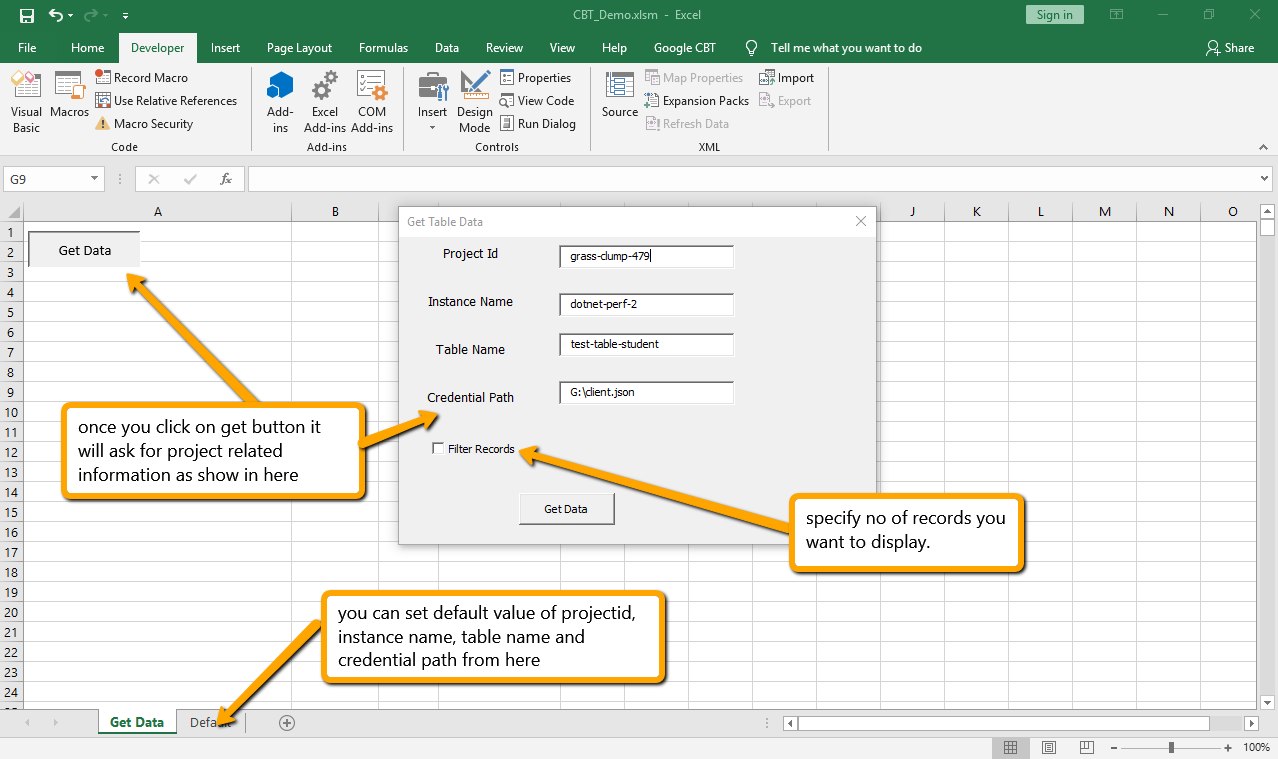 CBT_Demo.xlsm - Excel
Sign in
File Home Developer Insert Page Layout Formulas Data Review View Help Google CBT Tell me what you want to do Share
Visual Basic
Macros
Record Macro
Use Relative References
Macro Security
Code
Add-ins
Excel Add-ins
COM Add-ins
Add-ins
Insert
Design Mode
Properties
View Code
Run Dialog
Controls
Source
Map Properties
Expansion Packs
Refresh Data
Import
Export
XML
G9
fx
A B J K L M N O
1
2
3
4
5
6
7
8
9
10
11
12
13
14
15
16
17
18
19
20
21
22
23
24
Get Data
Get Table Data
Project Id grass-clump-479
Instance Name dotnet-perf-2
Table Name test-table-student
Credential Path G:\client.json
Filter Records
Get Data
once you click on get button it
will ask for project related
information as show in here
specify no of records you
want to display.
you can set default value of projectid,
instance name, table name and
credential path from here
Get Data
100%